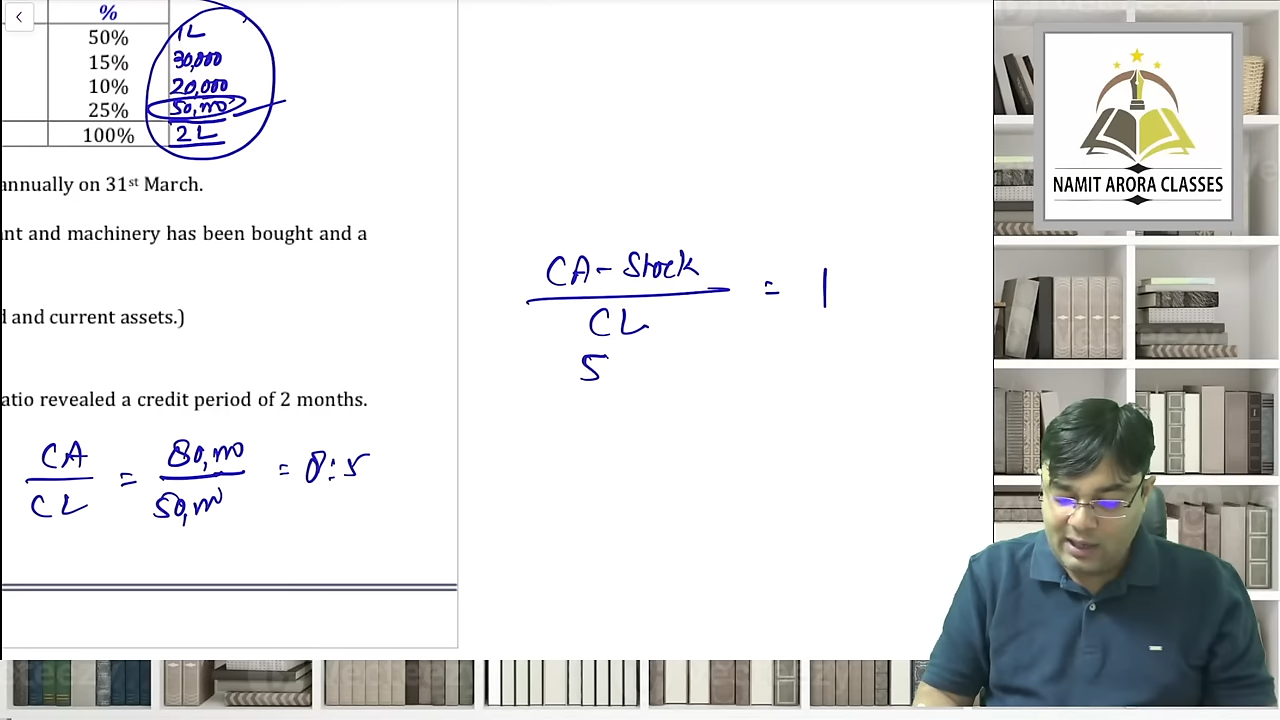 %
50% 1L
15% 30,000
10% 20,000
25% 50,000
100% 2L
annually on 31st March.
nt and machinery has been bought and a
d and current assets.)
atio revealed a credit period of 2 months.
CA / CL = 80,000 / 50,000 = 8:5
CA - Stock / CL = 1
5
NAMIT ARORA CLASSES